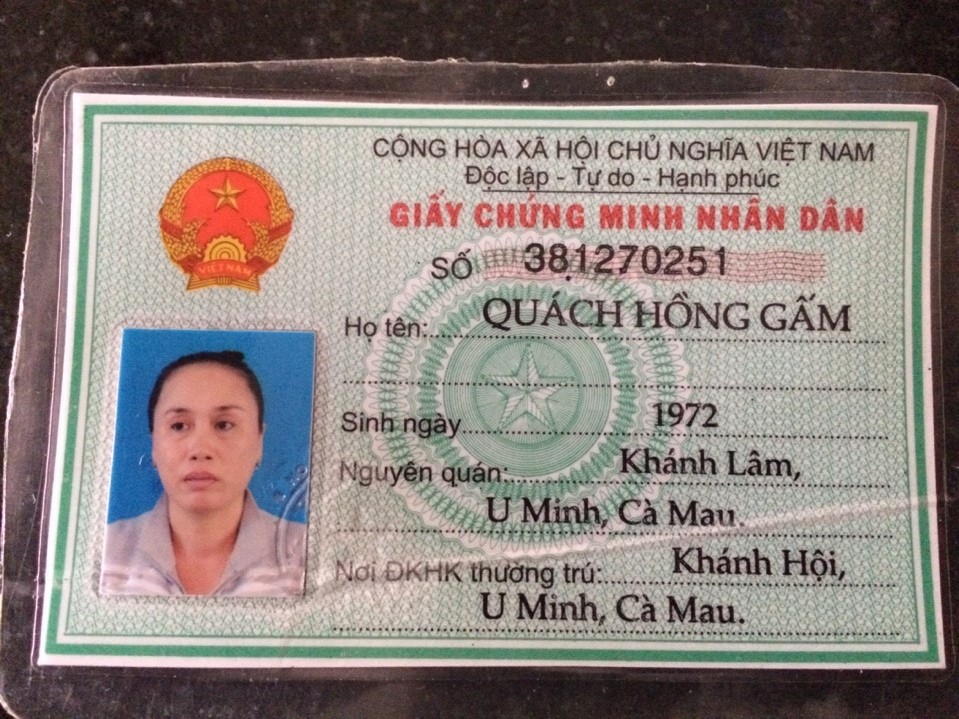 CỘNG HÒA XÃ HỘI CHỦ NGHĨA VIỆT NAM
Độc lập - Tự do - Hạnh phúc
GIẤY CHỨNG MINH NHÂN DÂN
SỐ 381270251
VIỆT NAM
Họ tên: QUÁCH HỒNG GẤM
Sinh ngày 1972
Nguyên quán: Khánh Lâm,
U Minh, Cà Mau.
Nơi ĐKHK thường trú: Khánh Hội,
U Minh, Cà Mau.